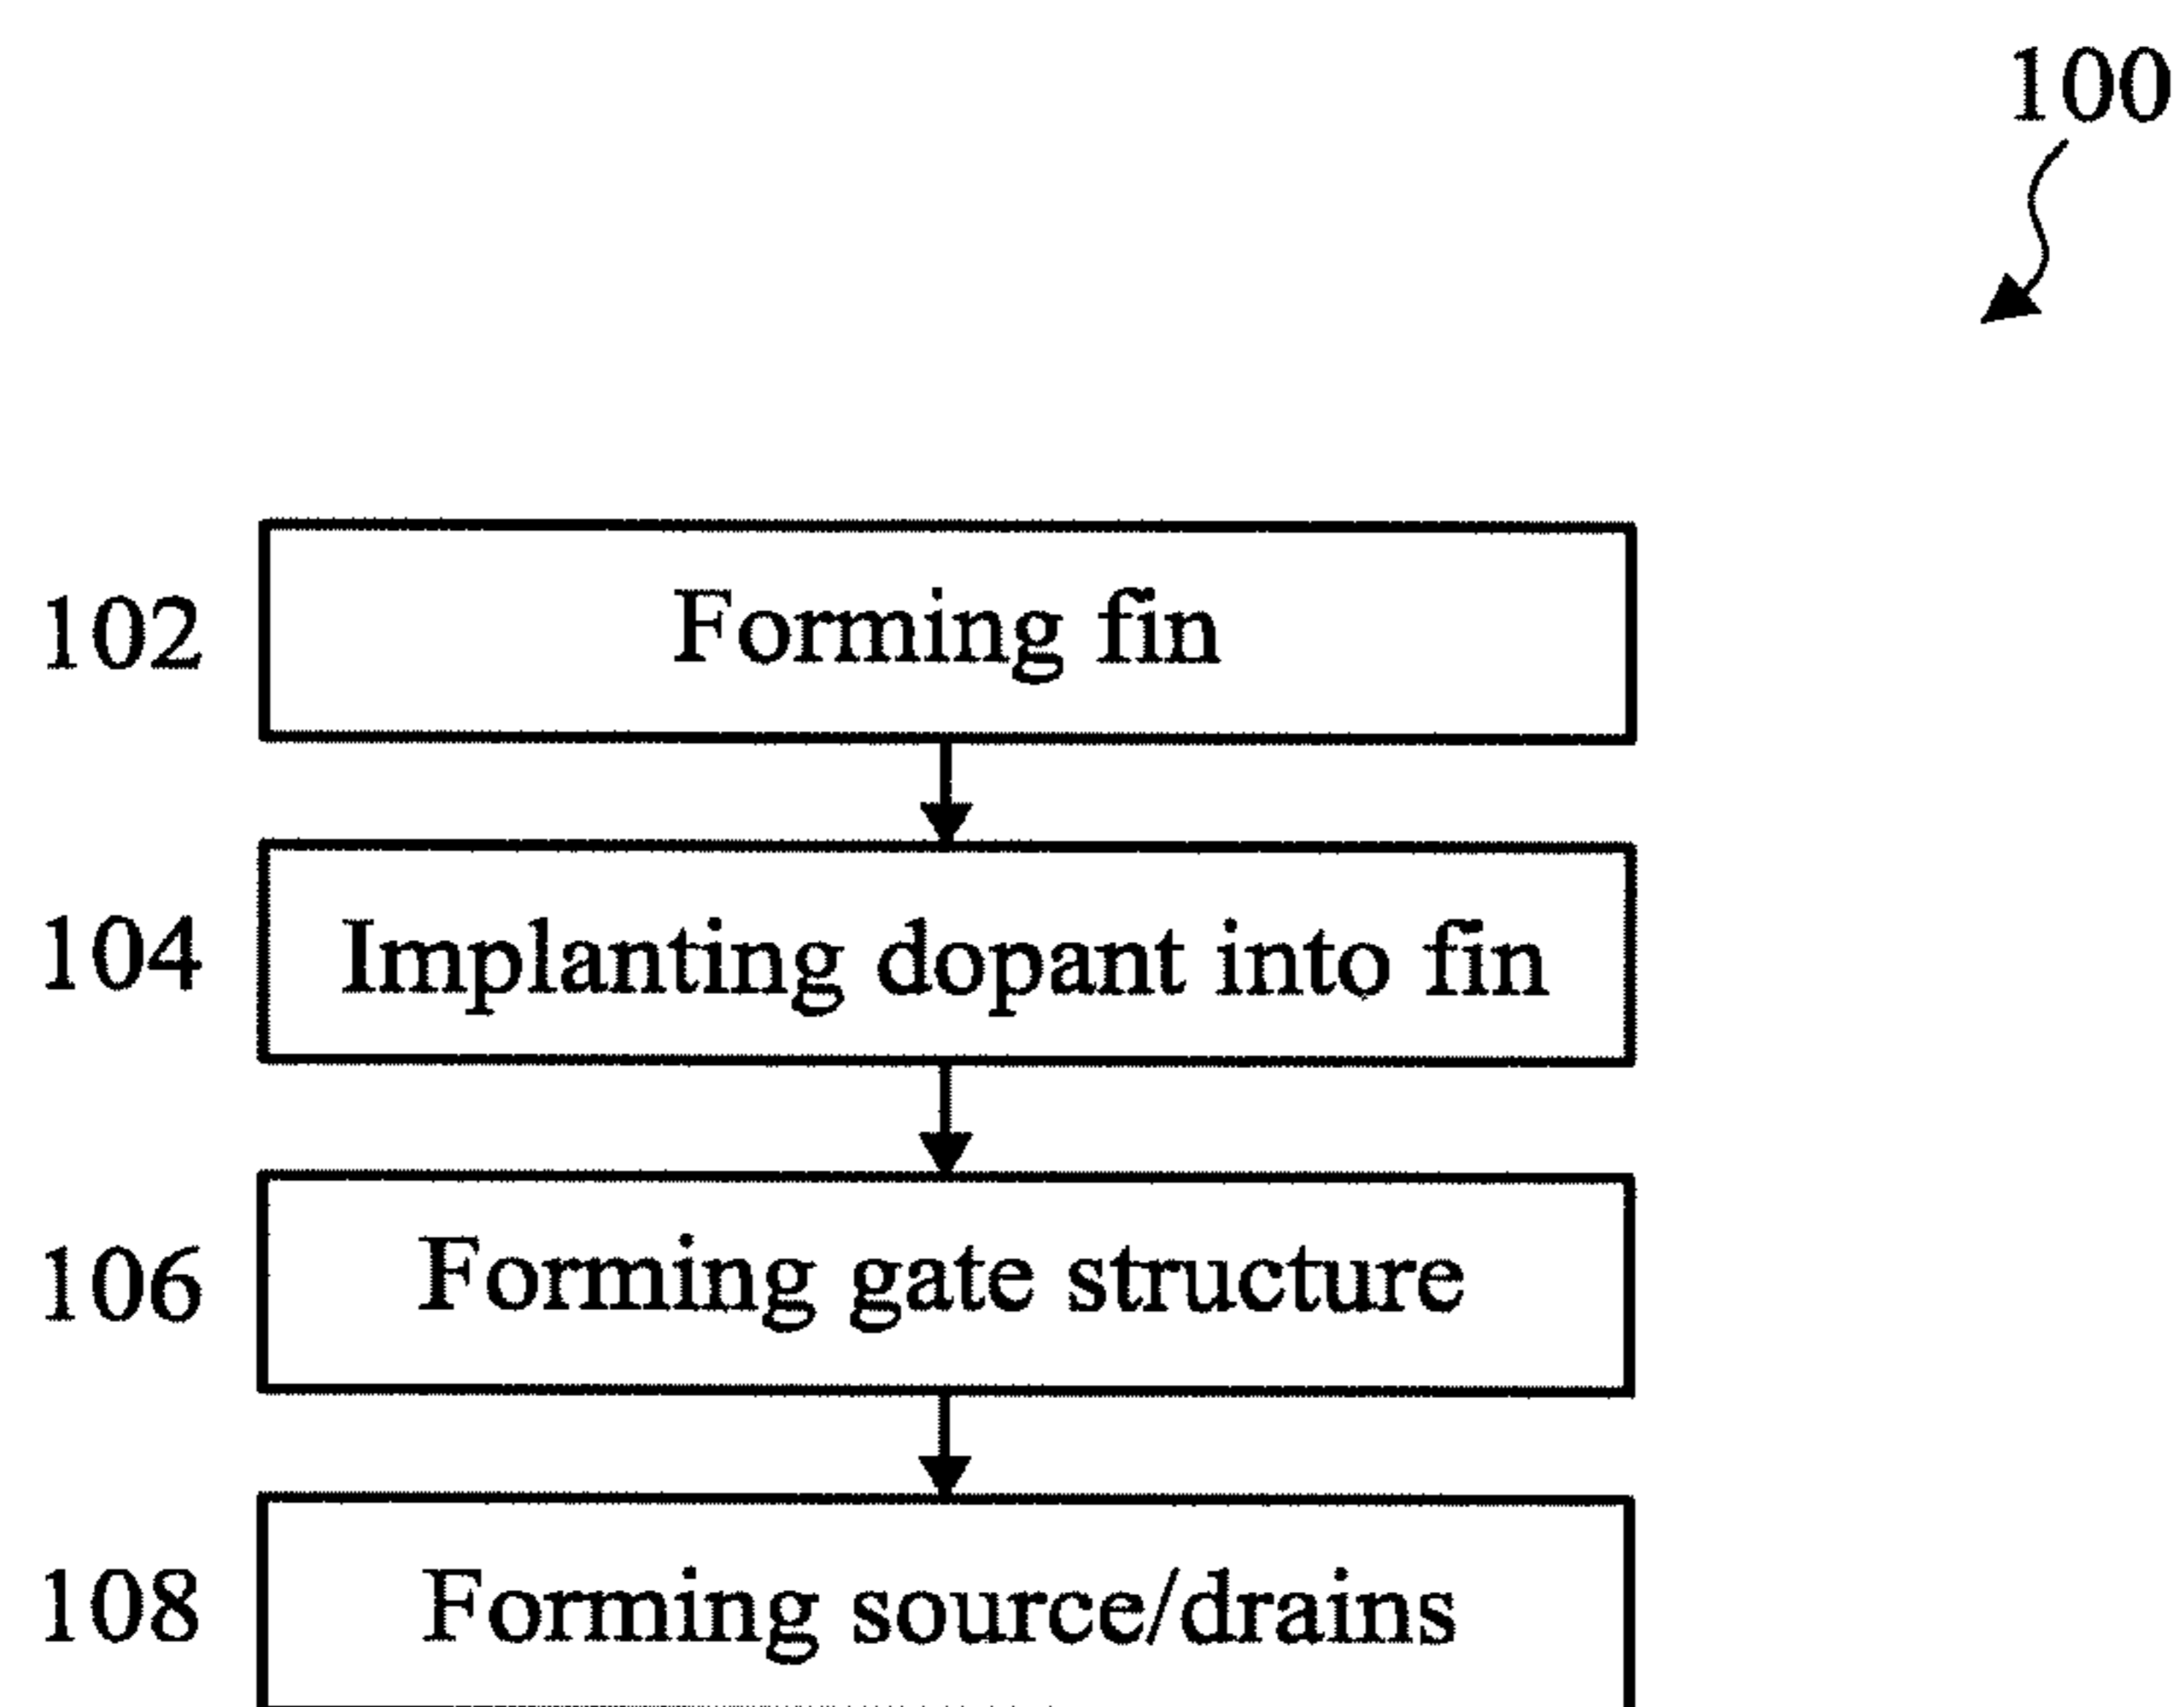 100
102 Forming fin
104 Implanting dopant into fin
106 Forming gate structure
108 Forming source/drains